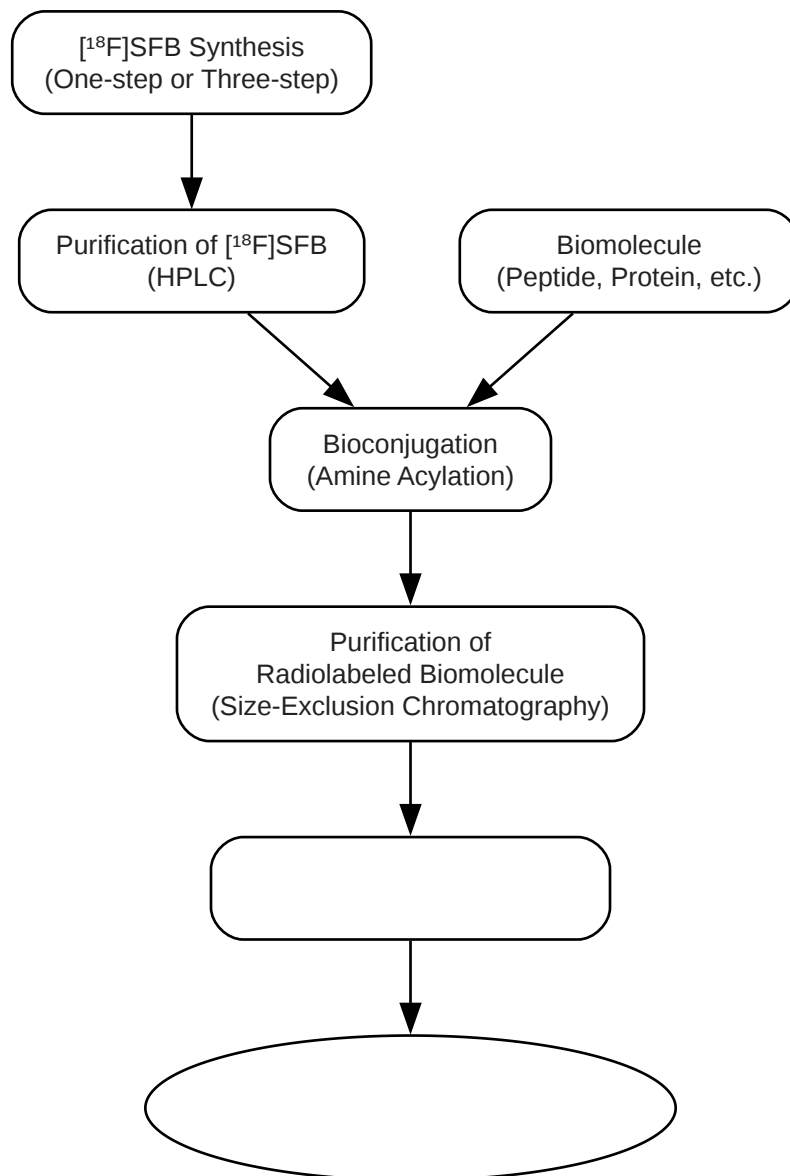 [¹⁸F]SFB Synthesis
(One-step or Three-step)
Purification of [¹⁸F]SFB
(HPLC)
Biomolecule
(Peptide, Protein, etc.)
Bioconjugation
(Amine Acylation)
Purification of
Radiolabeled Biomolecule
(Size-Exclusion Chromatography)